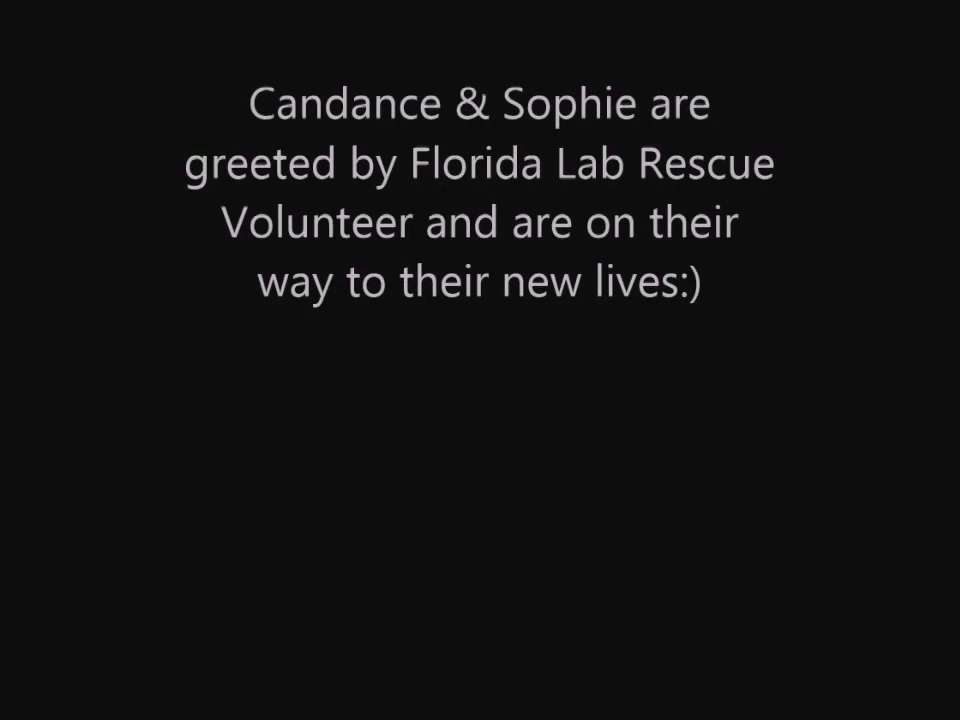 Candance & Sophie are
greeted by Florida Lab Rescue
Volunteer and are on their
way to their new lives:)